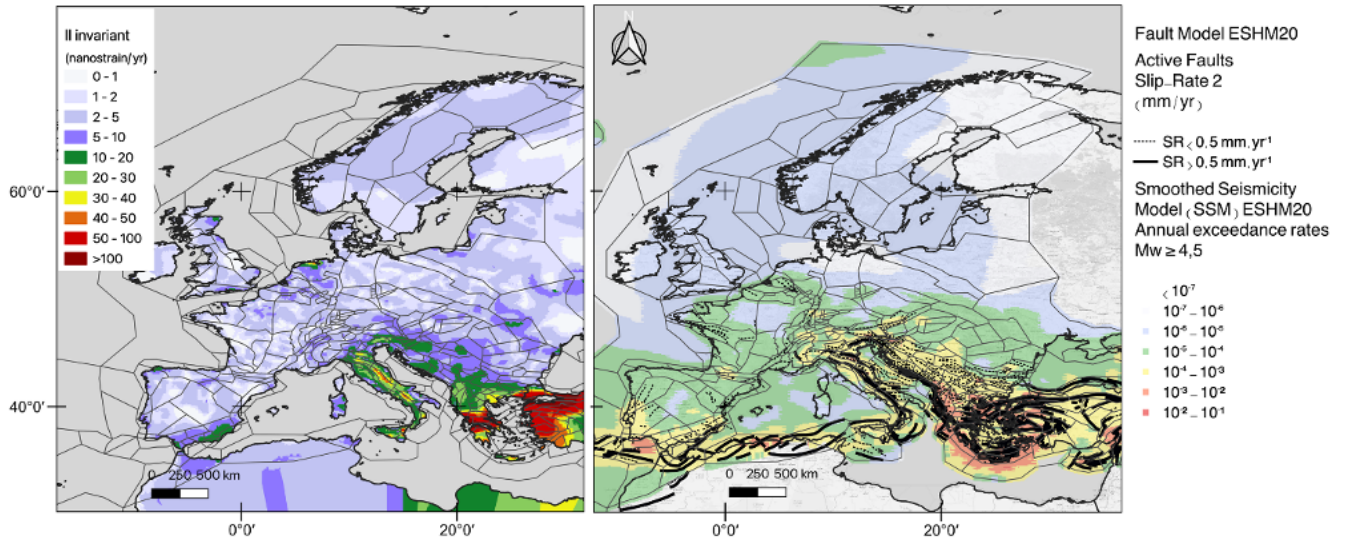 II invariant
(nanostrain/yr)
0 - 1
1 - 2
2 - 5
5 - 10
10 - 20
20 - 30
30 - 40
40 - 50
50 - 100
>100
60°0'
40°0'
0 250 500 km
0°0'
20°0'
N
0 250 500 km
0°0'
20°0'
Fault Model ESHM20
Active Faults
Slip_Rate 2
(mm/yr)
SR<0.5 mm.yr⁻¹
SR>0.5 mm.yr⁻¹
Smoothed Seismicity
Model (SSM) ESHM20
Annual exceedance rates
Mw ≥ 4,5
<10⁻⁷
10⁻⁷ – 10⁻⁶
10⁻⁶ – 10⁻⁵
10⁻⁵ – 10⁻⁴
10⁻⁴ – 10⁻³
10⁻³ – 10⁻²
10⁻² – 10⁻¹